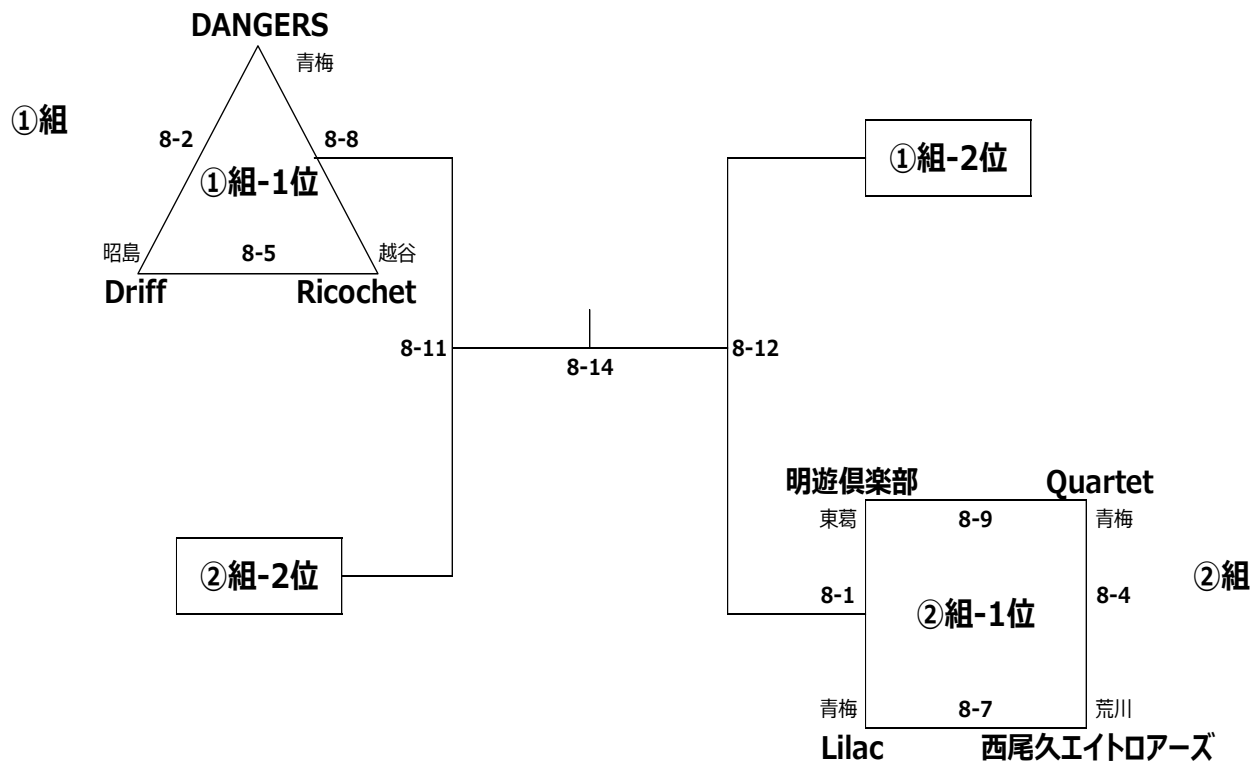 DANGERS
青梅
①組
8-2
8-8
①組-1位
昭島
8-5
越谷
Driff
Ricochet
①組-2位
8-11
8-14
8-12
明遊倶楽部
Quartet
東葛
8-9
青梅
②組-2位
8-1
②組-1位
8-4
②組
青梅
8-7
荒川
Lilac
西尾久エイトロアーズ